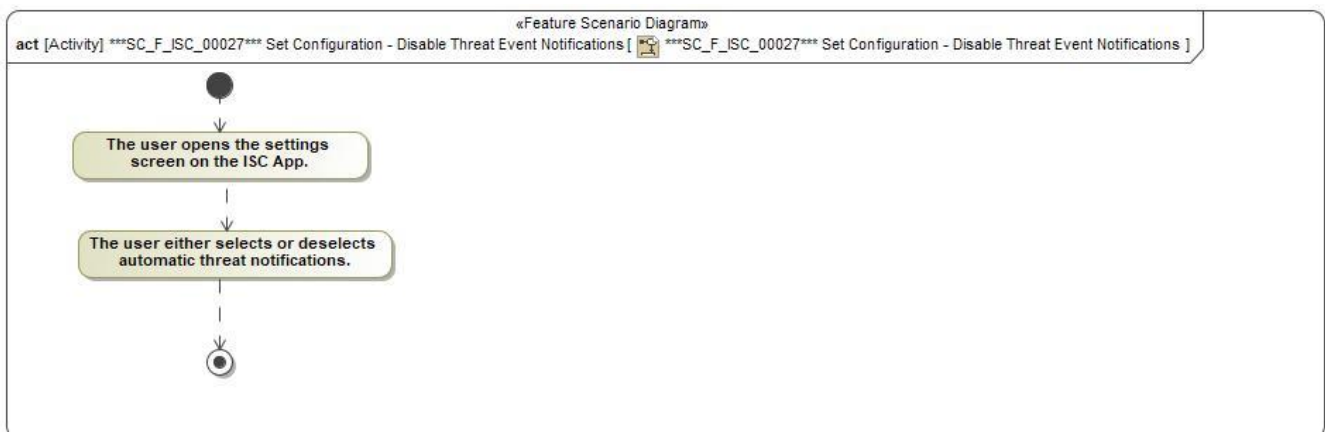 «Feature Scenario Diagram»
act [Activity] ***SC_F_ISC_00027*** Set Configuration - Disable Threat Event Notifications [ ***SC_F_ISC_00027*** Set Configuration - Disable Threat Event Notifications ]
The user opens the settings
screen on the ISC App.
The user either selects or deselects
automatic threat notifications.